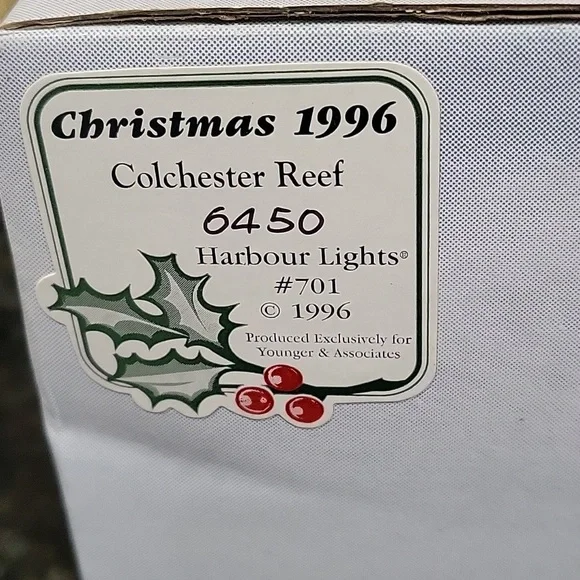 Christmas 1996
Colchester Reef
6450
Harbour Lights®
#701
© 1996
Produced Exclusively for
Younger & Associates